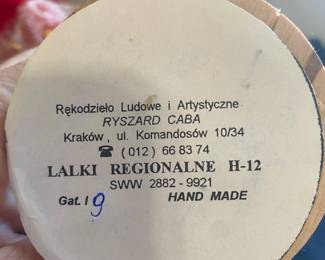 Rękodzieło Ludowe i Artystyczne
RYSZARD CABA
Kraków, ul. Komandosów 10/34
☎ (012) 66 83 74
LALKI REGIONALNE H-12
SWW 2882 - 9921
Gat. I 9 HAND MADE